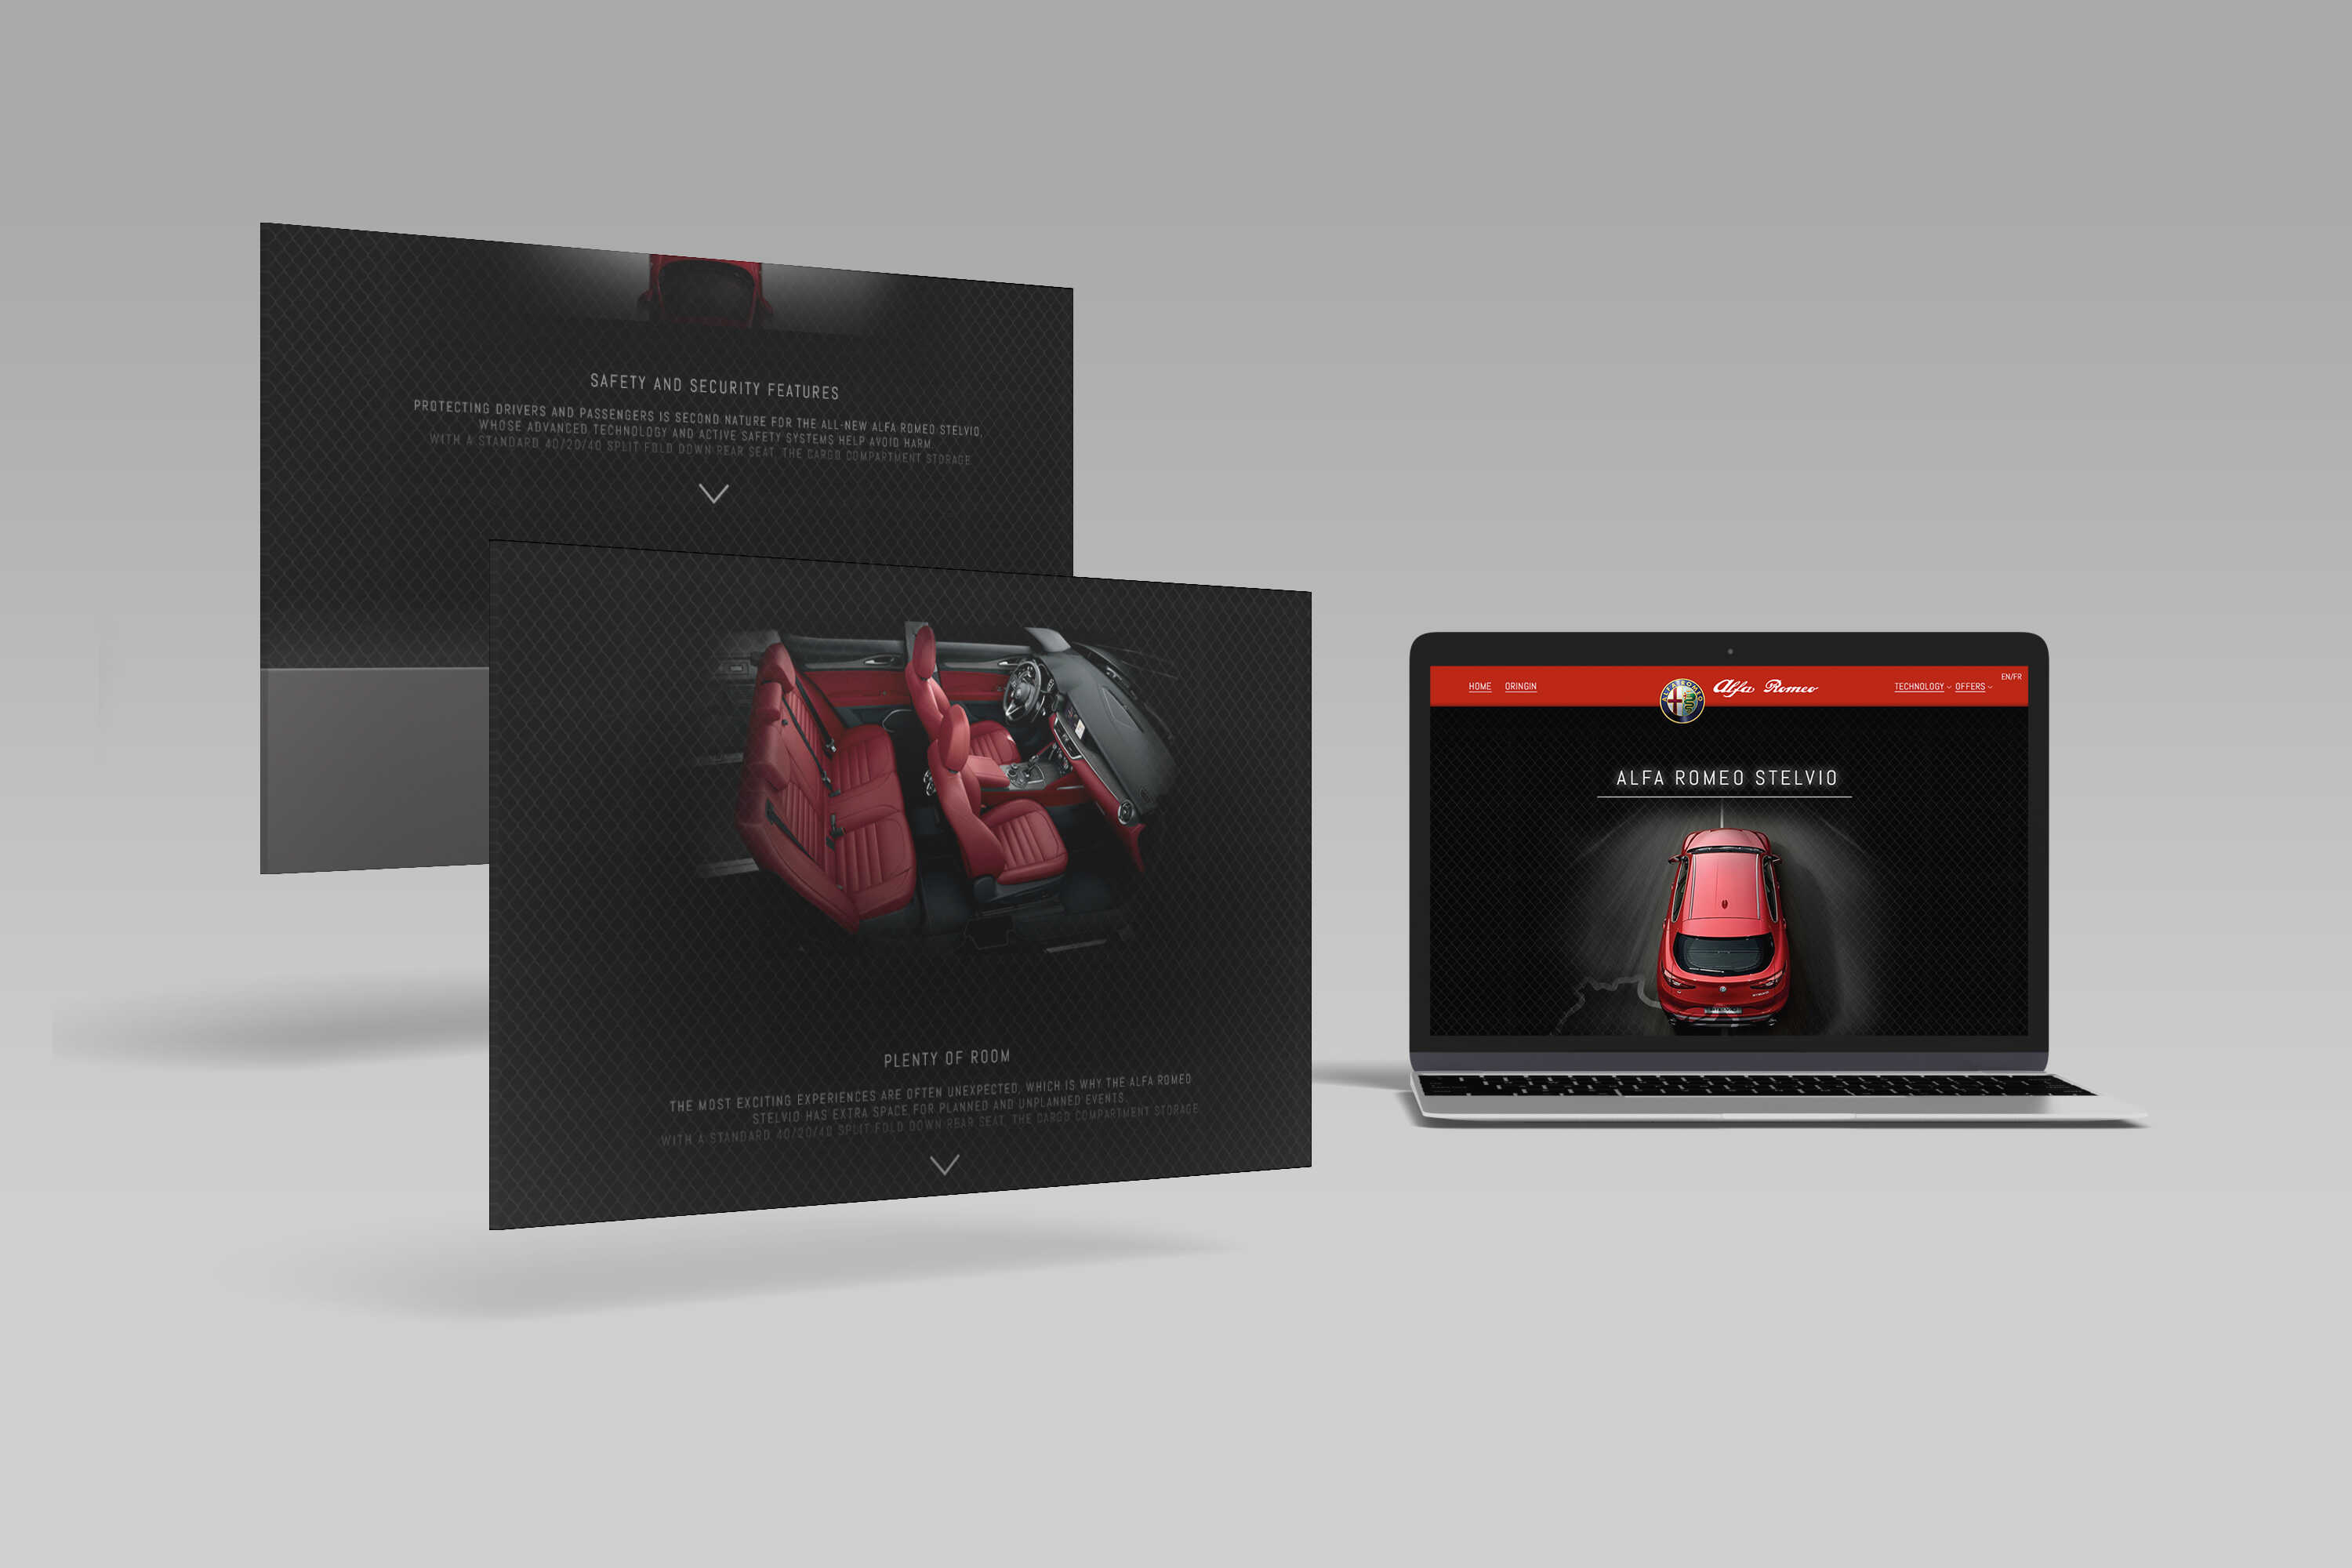 SAFETY AND SECURITY FEATURES
PROTECTING DRIVERS AND PASSENGERS IS SECOND NATURE FOR THE ALL-NEW ALFA ROMEO STELVIO,
WHOSE ADVANCED TECHNOLOGY AND ACTIVE SAFETY SYSTEMS HELP AVOID HARM.
WITH A STANDARD 40/20/40 SPLIT FOLD DOWN REAR SEAT, THE CARGO COMPARTMENT STORAGE
PLENTY OF ROOM
THE MOST EXCITING EXPERIENCES ARE OFTEN UNEXPECTED, WHICH IS WHY THE ALFA ROMEO
STELVIO HAS EXTRA SPACE FOR PLANNED AND UNPLANNED EVENTS.
WITH A STANDARD 40/20/40 SPLIT FOLD DOWN REAR SEAT, THE CARGO COMPARTMENT STORAGE
EN/FR
HOME ORINGIN Alfa Romeo TECHNOLOGY OFFERS
ALFA ROMEO
ALFA ROMEO STELVIO